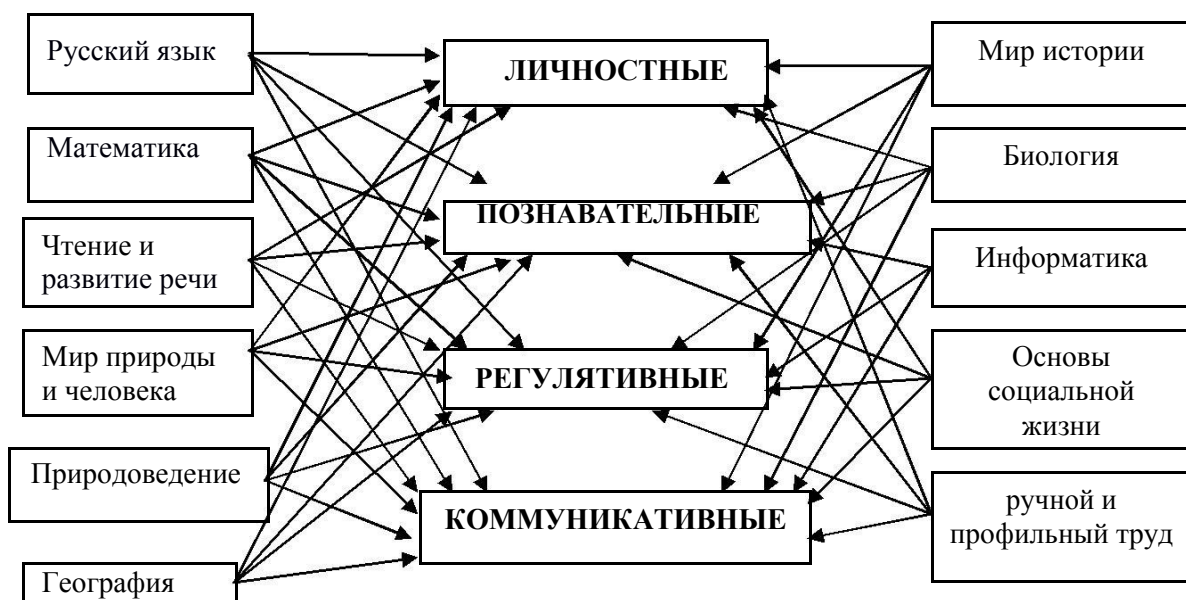 Русский язык
Математика
Чтение и
развитие речи
Мир природы
и человека
Природоведение
География
ЛИЧНОСТНЫЕ
ПОЗНАВАТЕЛЬНЫЕ
РЕГУЛЯТИВНЫЕ
КОММУНИКАТИВНЫЕ
Мир истории
Биология
Информатика
Основы
социальной
жизни
ручной и
профильный труд